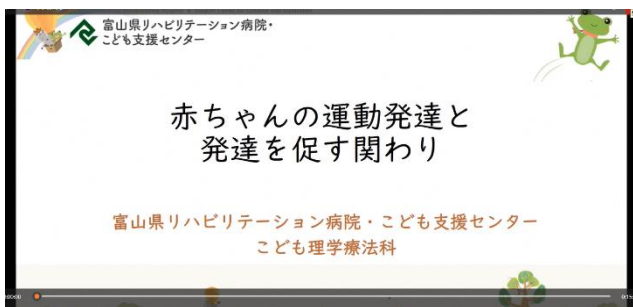 富山県リハビリテーション病院・
こども支援センター
赤ちゃんの運動発達と
発達を促す関わり
富山県リハビリテーション病院・こども支援センター
こども理学療法科